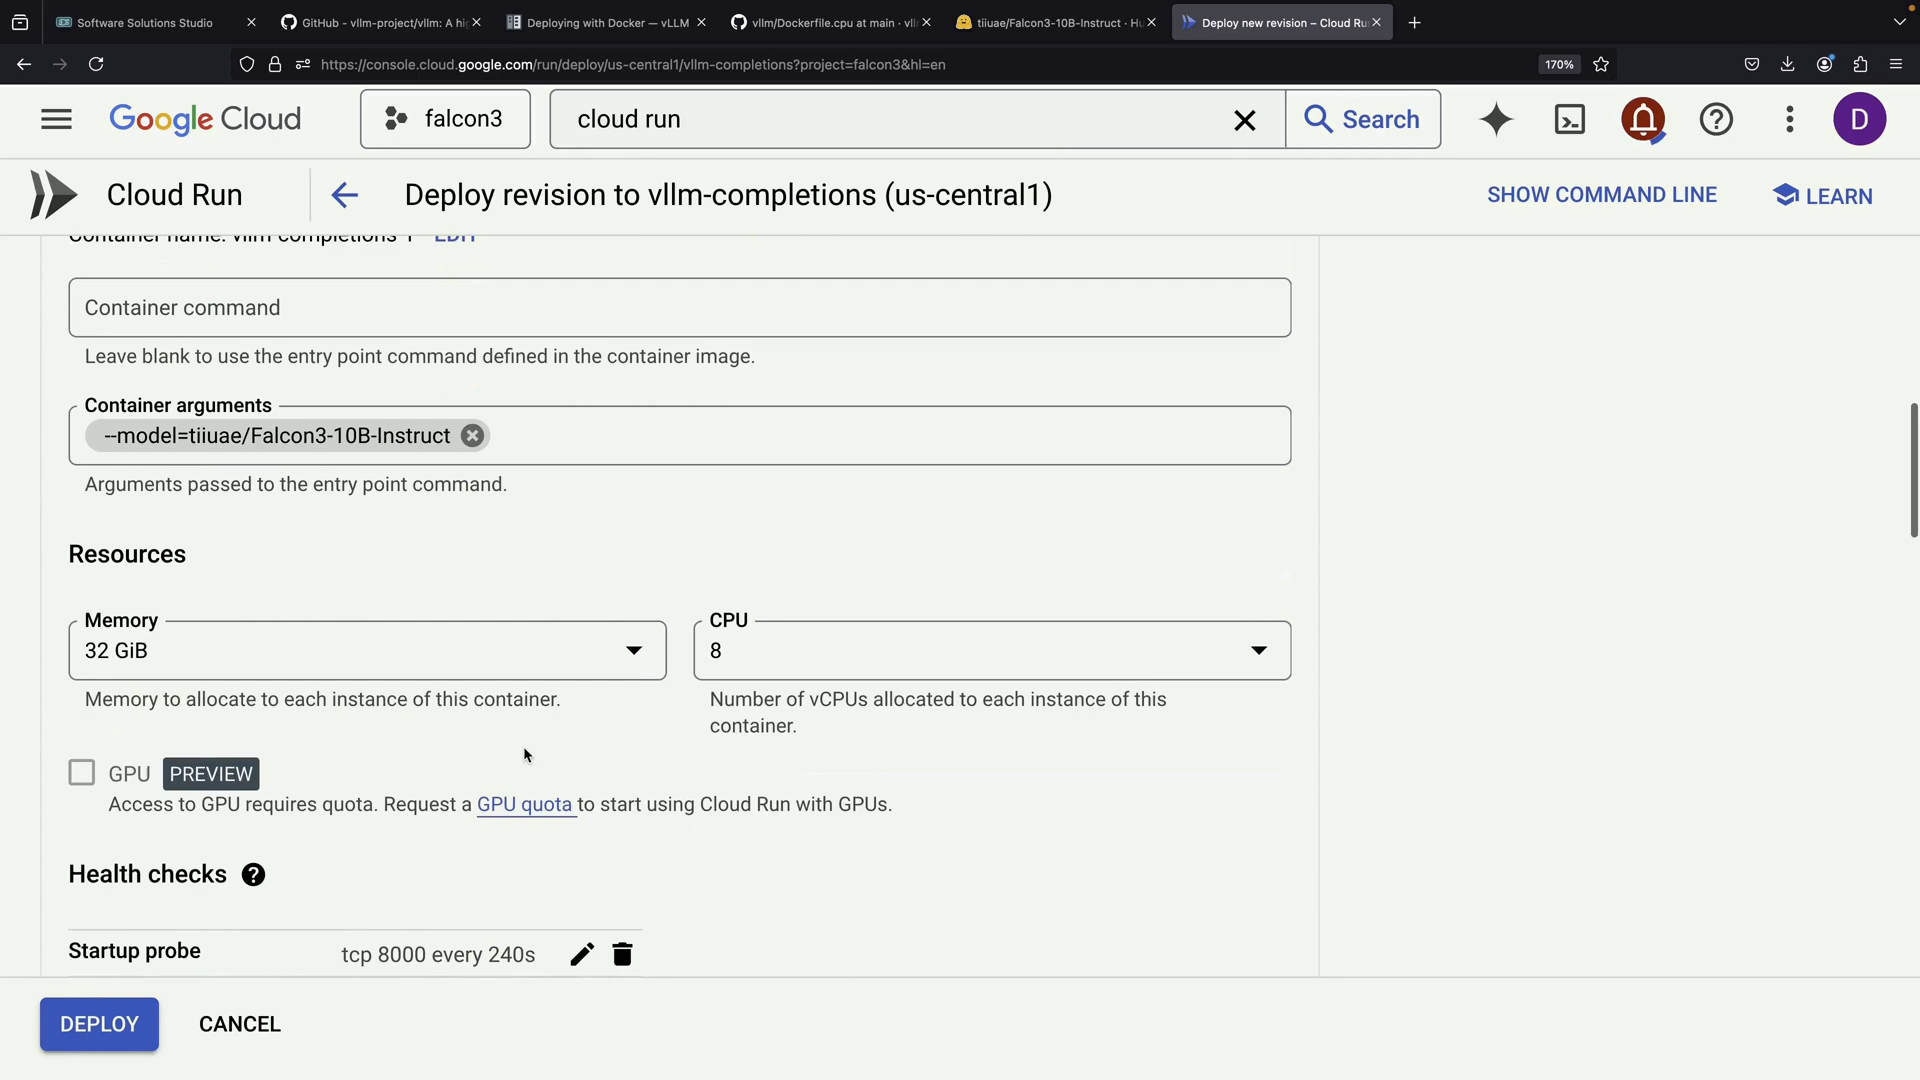 Software Solutions Studio
GitHub - vllm-project/vllm: A hi
Deploying with Docker — vLLM
vllm/Dockerfile.cpu at main · vll
tiiuae/Falcon3-10B-Instruct · Hu
Deploy new revision – Cloud Ru
https://console.cloud.google.com/run/deploy/us-central1/vllm-completions?project=falcon3&hl=en
170%
Google Cloud
falcon3
cloud run
Search
D
Cloud Run
Deploy revision to vllm-completions (us-central1)
SHOW COMMAND LINE
LEARN
Container name: vllm-completions-1 EDIT
Container command
Leave blank to use the entry point command defined in the container image.
Container arguments
--model=tiiuae/Falcon3-10B-Instruct
Arguments passed to the entry point command.
Resources
Memory
32 GiB
Memory to allocate to each instance of this container.
CPU
8
Number of vCPUs allocated to each instance of this
container.
GPU PREVIEW
Access to GPU requires quota. Request a GPU quota to start using Cloud Run with GPUs.
Health checks
Startup probe
tcp 8000 every 240s
DEPLOY
CANCEL